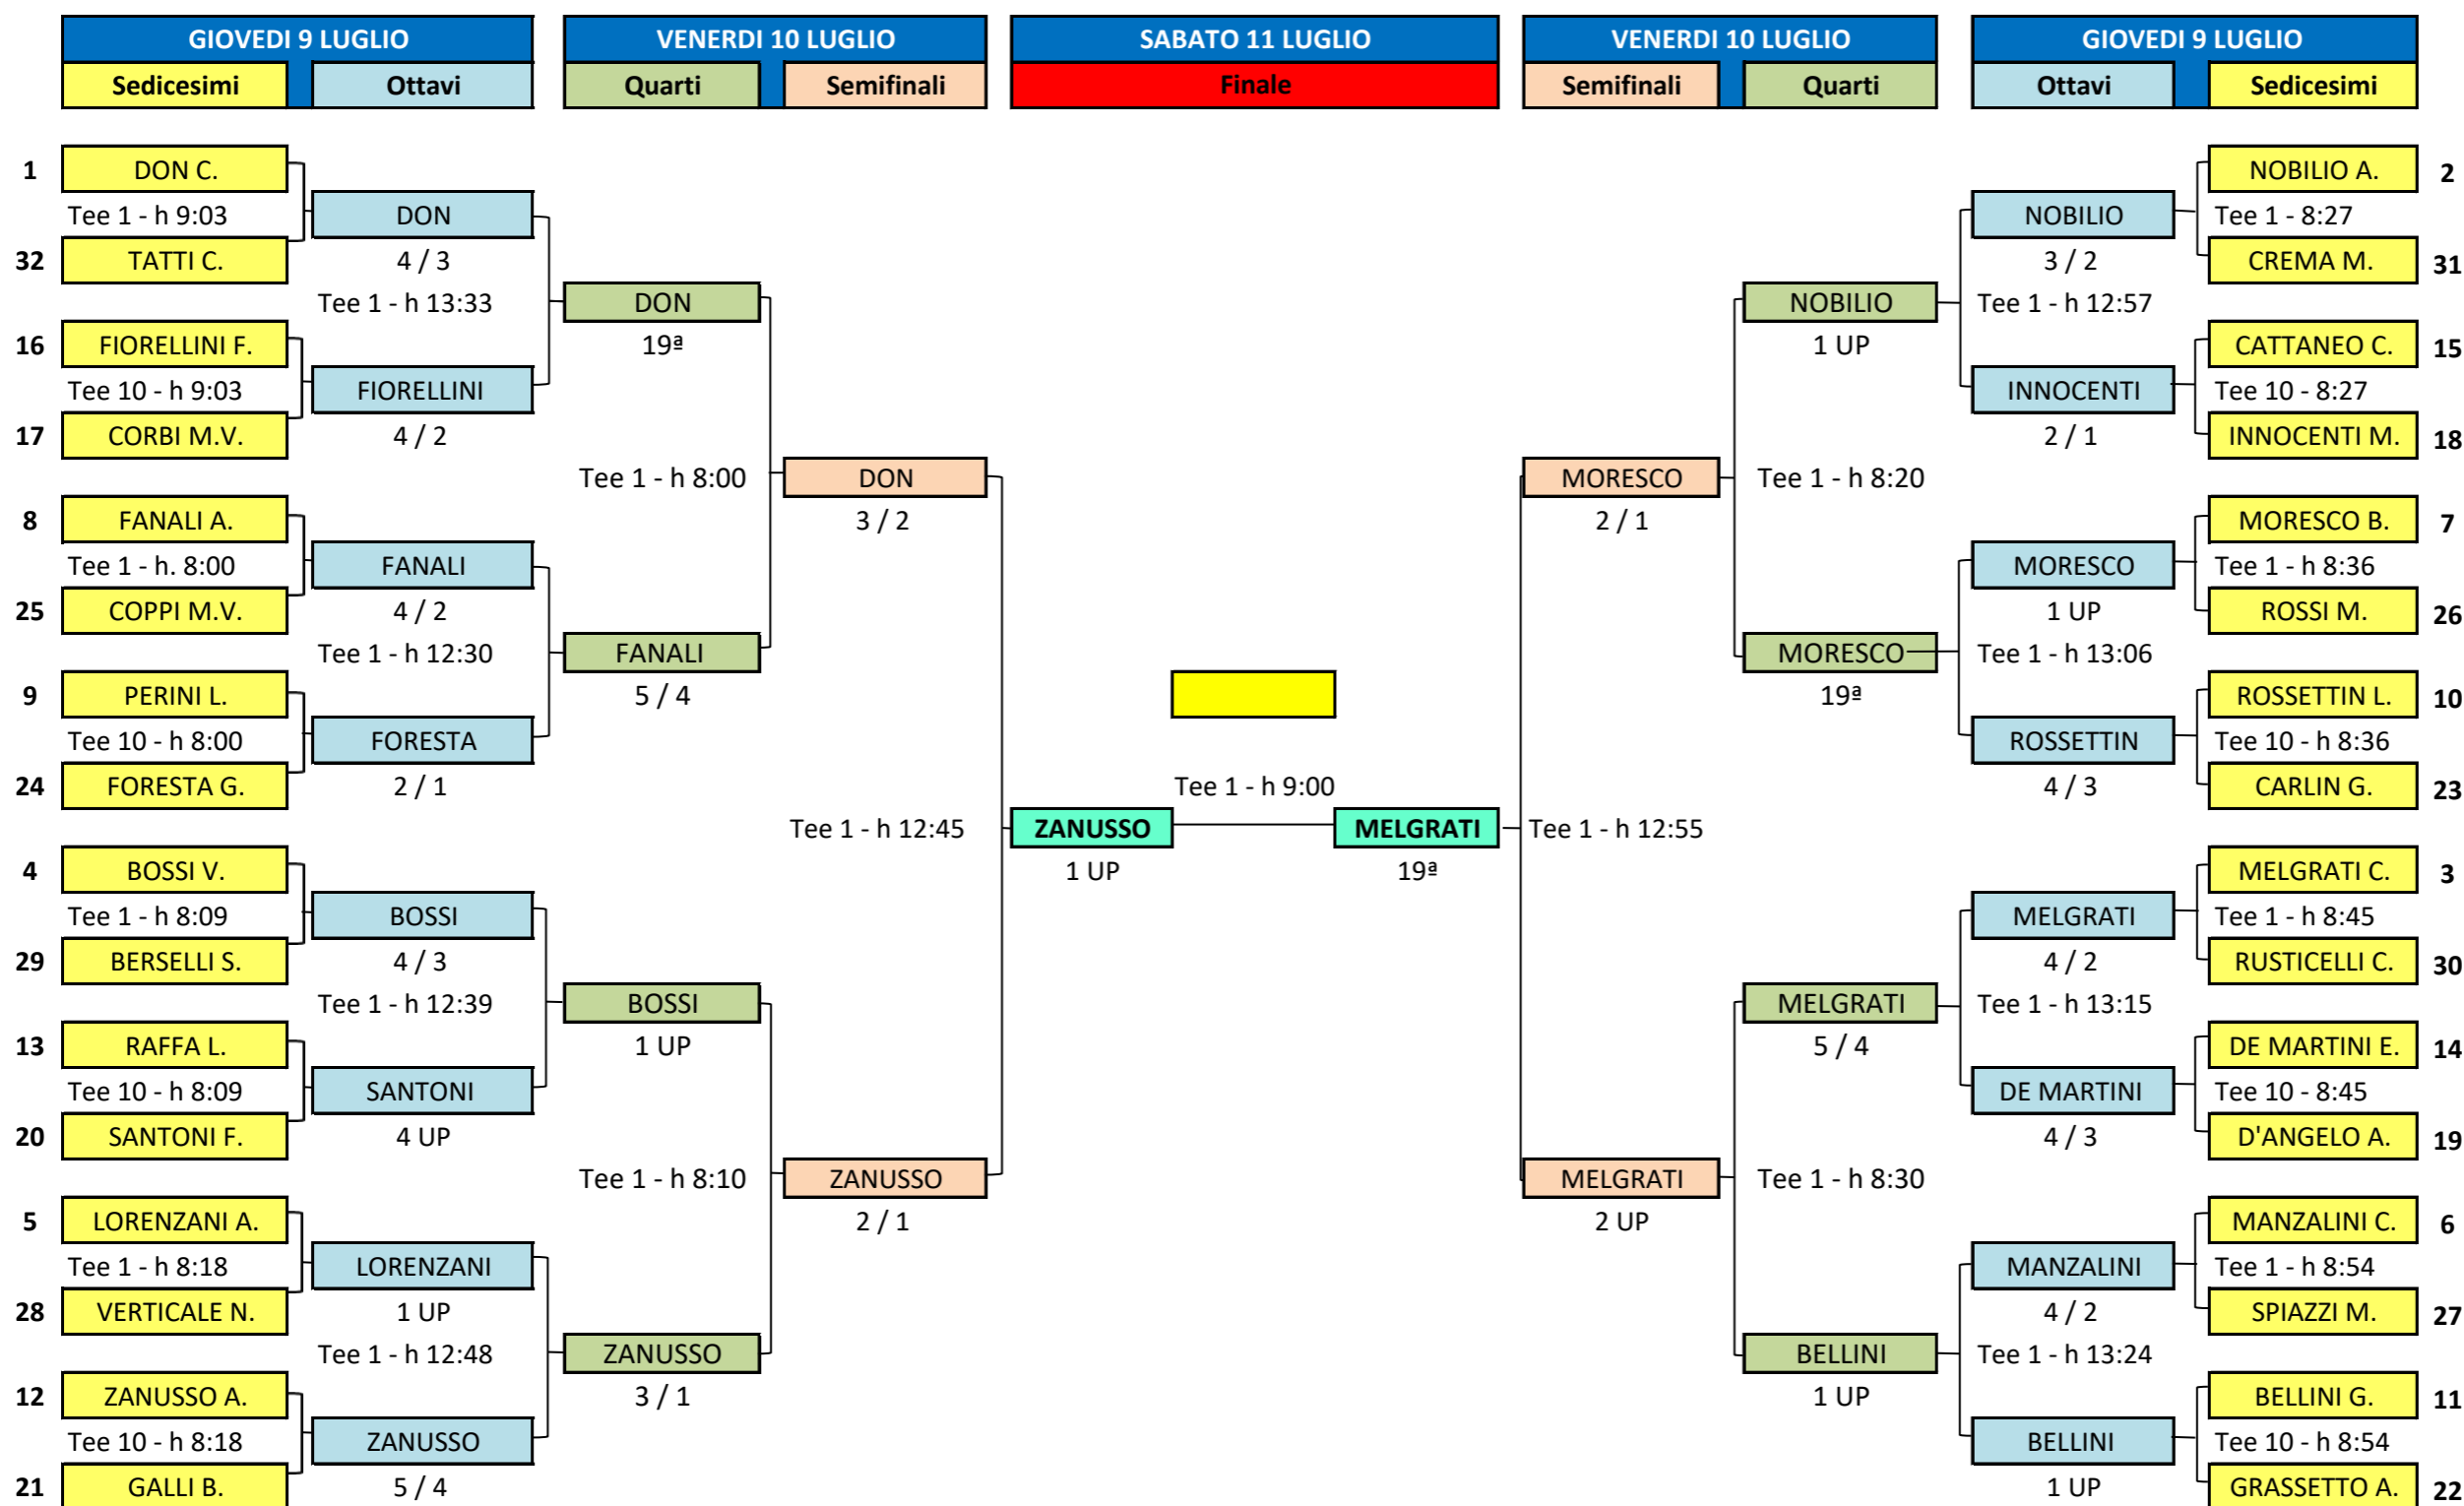 GIOVEDI 9 LUGLIO VENERDI 10 LUGLIO SABATO 11 LUGLIO VENERDI 10 LUGLIO GIOVEDI 9 LUGLIO
Sedicesimi Ottavi Quarti Semifinali Finale Semifinali Quarti Ottavi Sedicesimi
1 DON C. NOBILIO A. 2
Tee 1 - h 9:03 DON NOBILIO Tee 1 - 8:27
32 TATTI C. 4 / 3 3 / 2 CREMA M. 31
Tee 1 - h 13:33 DON NOBILIO Tee 1 - h 12:57
16 FIORELLINI F. 19ª 1 UP CATTANEO C. 15
Tee 10 - h 9:03 FIORELLINI INNOCENTI Tee 10 - 8:27
17 CORBI M.V. 4 / 2 2 / 1 INNOCENTI M. 18
Tee 1 - h 8:00 DON MORESCO Tee 1 - h 8:20
8 FANALI A. 3 / 2 2 / 1 MORESCO B. 7
Tee 1 - h. 8:00 FANALI MORESCO Tee 1 - h 8:36
25 COPPI M.V. 4 / 2 1 UP ROSSI M. 26
Tee 1 - h 12:30 FANALI MORESCO Tee 1 - h 13:06
9 PERINI L. 5 / 4 19ª ROSSETTIN L. 10
Tee 10 - h 8:00 FORESTA ROSSETTIN Tee 10 - h 8:36
24 FORESTA G. 2 / 1 Tee 1 - h 9:00 4 / 3 CARLIN G. 23
Tee 1 - h 12:45 ZANUSSO MELGRATI Tee 1 - h 12:55
4 BOSSI V. 1 UP 19ª MELGRATI C. 3
Tee 1 - h 8:09 BOSSI MELGRATI Tee 1 - h 8:45
29 BERSELLI S. 4 / 3 4 / 2 RUSTICELLI C. 30
Tee 1 - h 12:39 BOSSI MELGRATI Tee 1 - h 13:15
13 RAFFA L. 1 UP 5 / 4 DE MARTINI E. 14
Tee 10 - h 8:09 SANTONI DE MARTINI Tee 10 - 8:45
20 SANTONI F. 4 UP 4 / 3 D'ANGELO A. 19
Tee 1 - h 8:10 ZANUSSO MELGRATI Tee 1 - h 8:30
5 LORENZANI A. 2 / 1 2 UP MANZALINI C. 6
Tee 1 - h 8:18 LORENZANI MANZALINI Tee 1 - h 8:54
28 VERTICALE N. 1 UP 4 / 2 SPIAZZI M. 27
Tee 1 - h 12:48 ZANUSSO BELLINI Tee 1 - h 13:24
12 ZANUSSO A. 3 / 1 1 UP BELLINI G. 11
Tee 10 - h 8:18 ZANUSSO BELLINI Tee 10 - h 8:54
21 GALLI B. 5 / 4 1 UP GRASSETTO A. 22